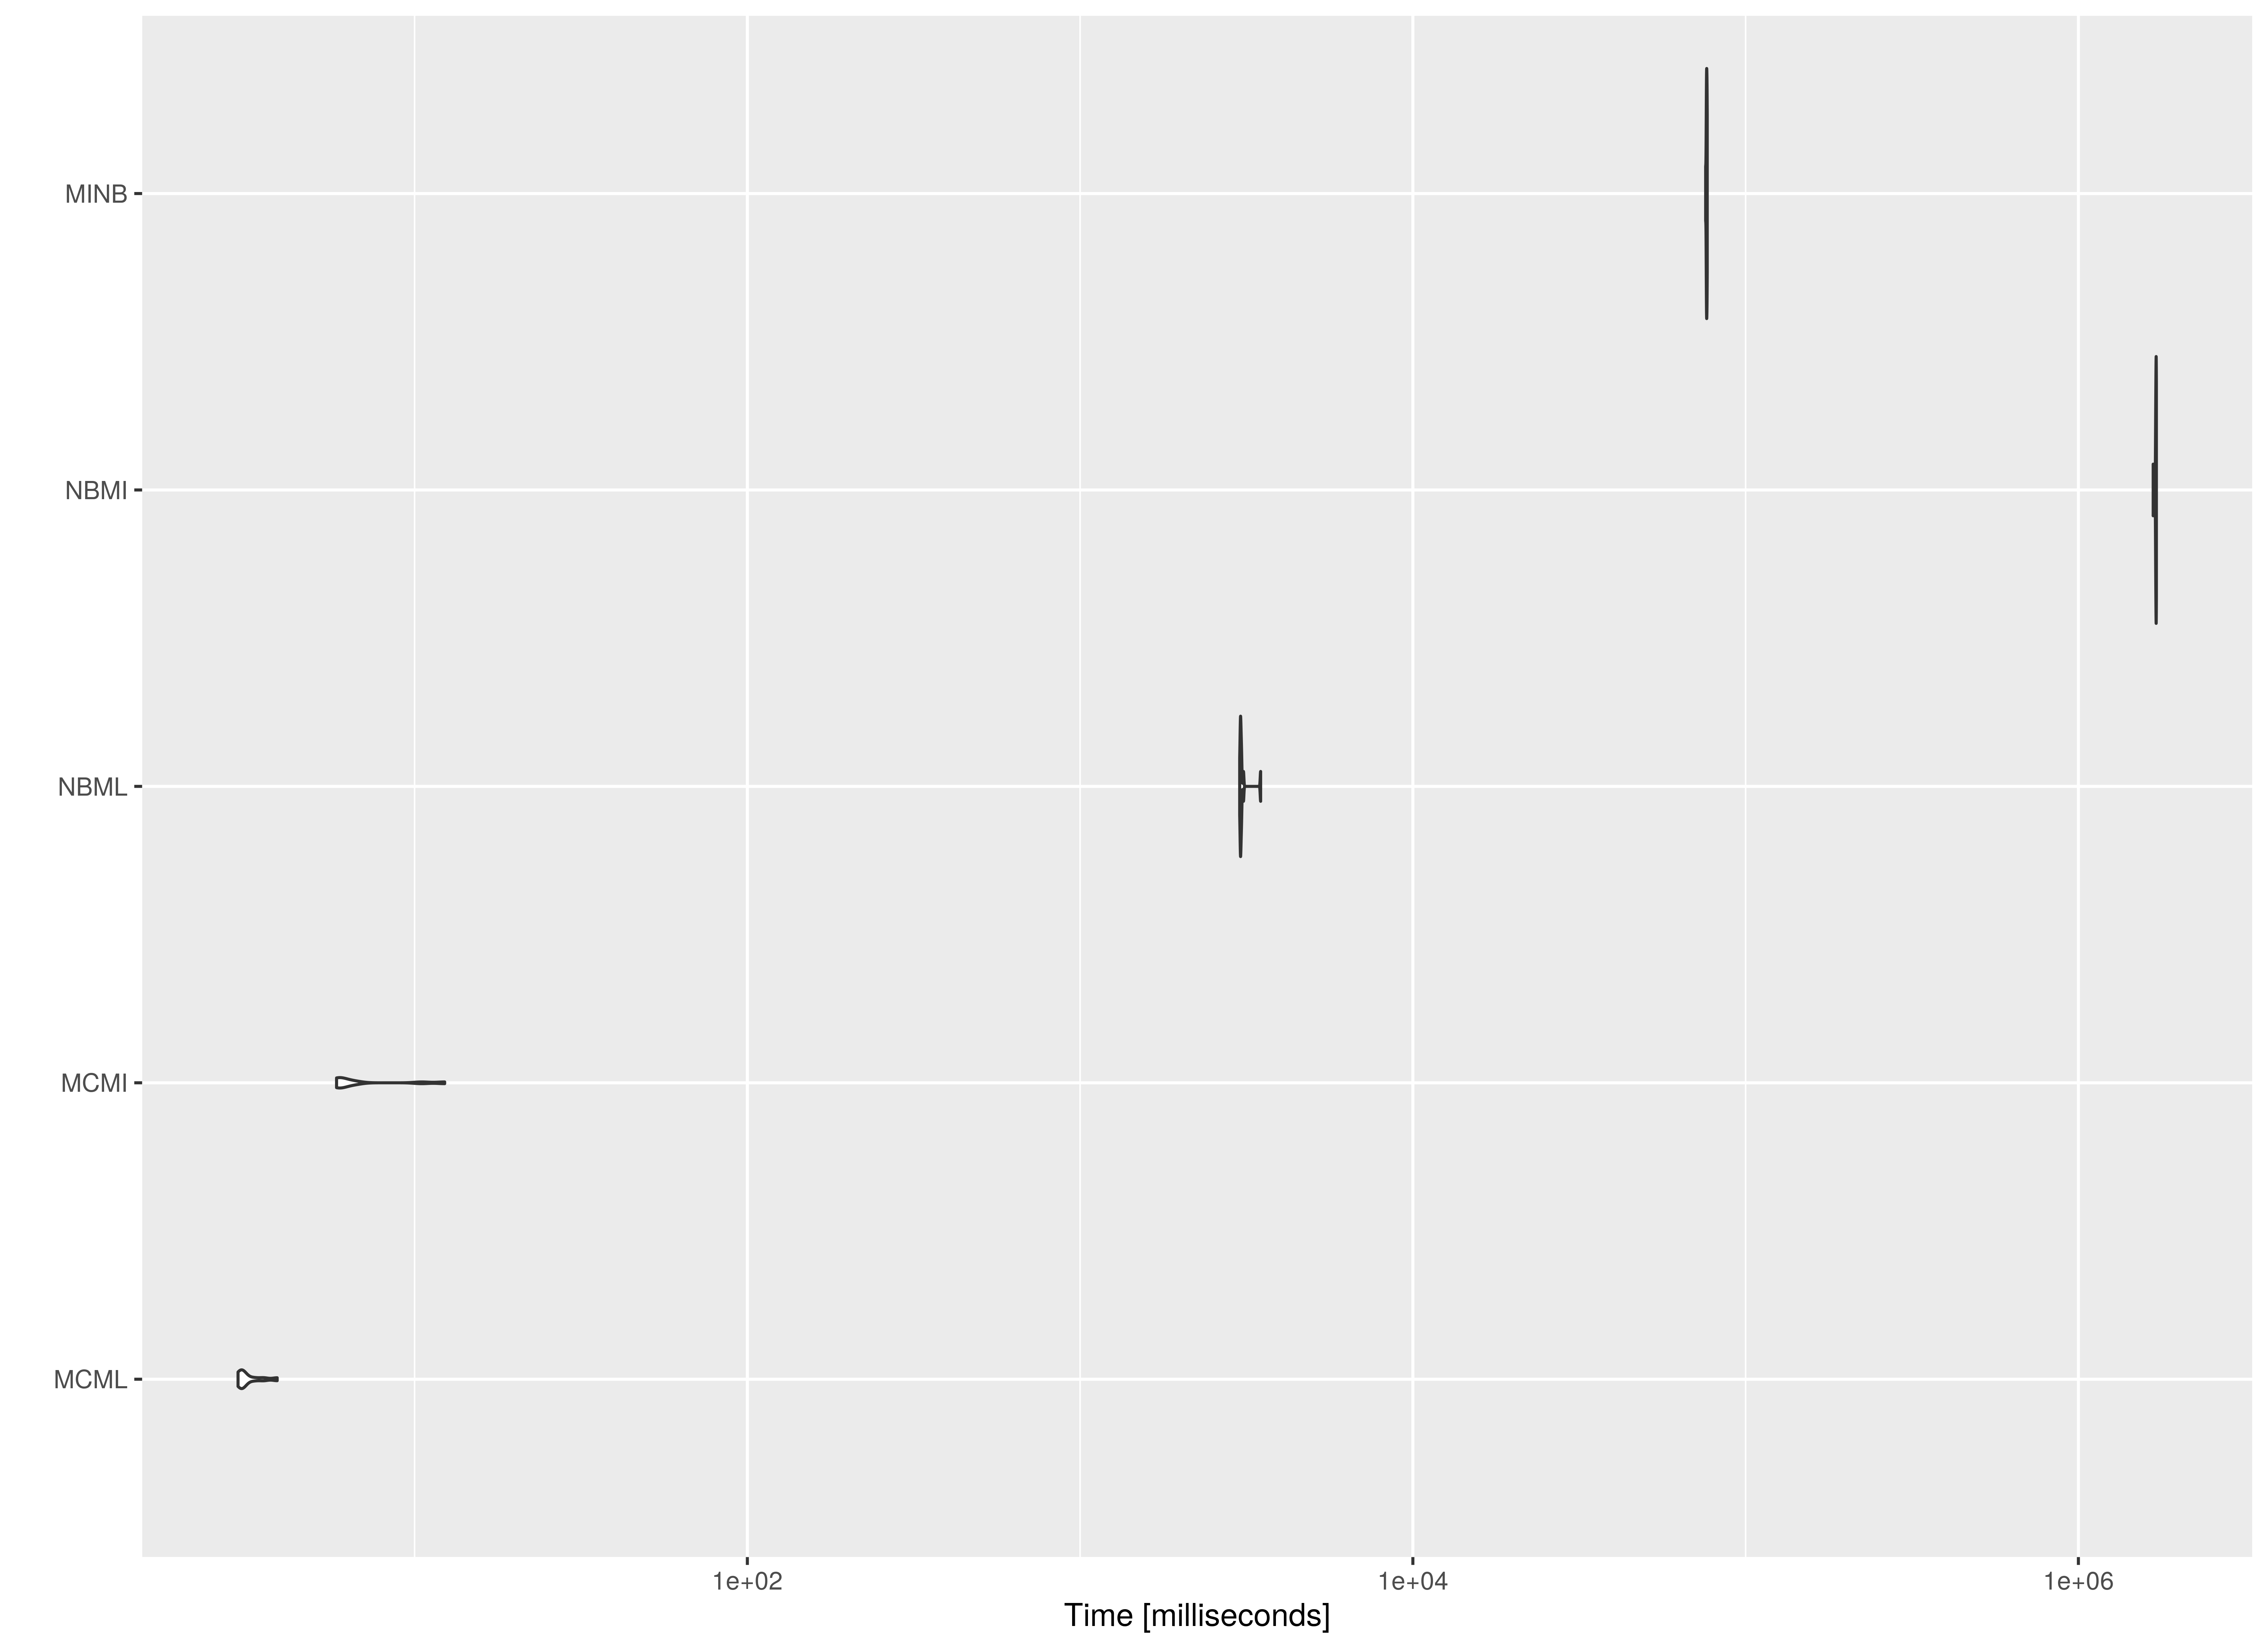 MINB
NBMI
NBML
MCMI
MCML
1e+02 1e+04 1e+06
Time [milliseconds]